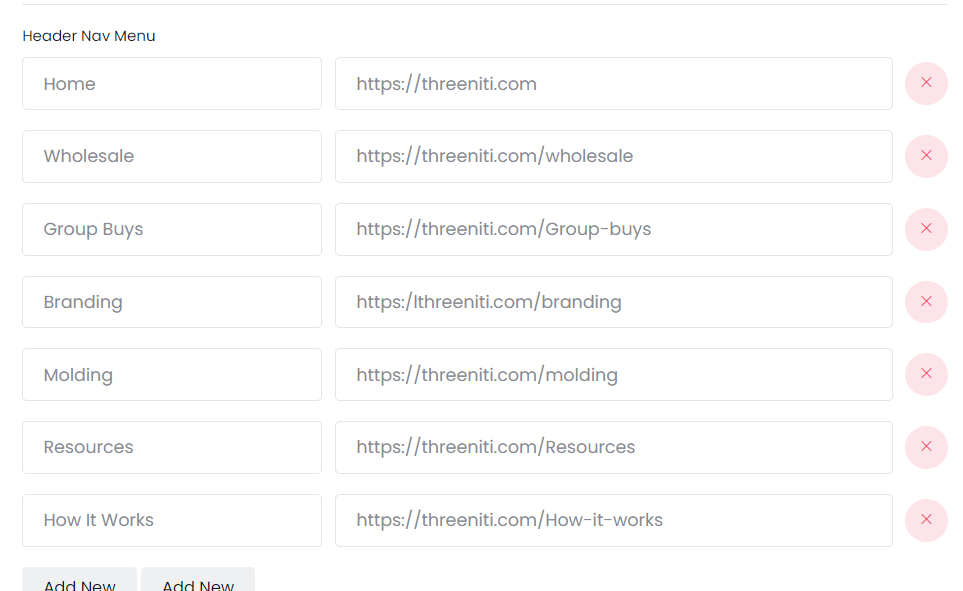 Header Nav Menu
Home https://threeniti.com
Wholesale https://threeniti.com/wholesale
Group Buys https://threeniti.com/Group-buys
Branding https:/lthreeniti.com/branding
Molding https://threeniti.com/molding
Resources https://threeniti.com/Resources
How It Works https://threeniti.com/How-it-works
Add New Add New